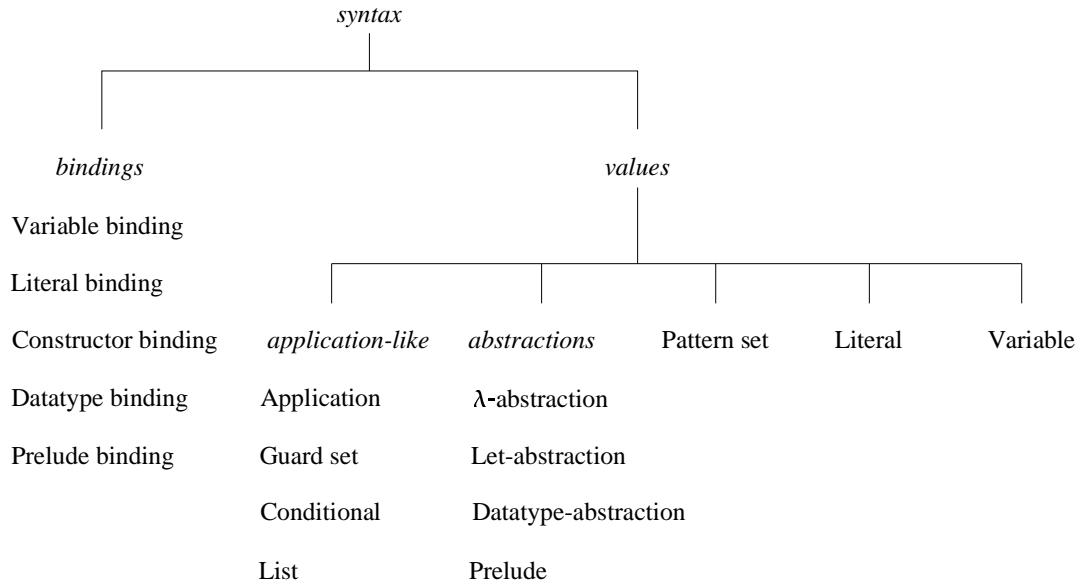 syntax
bindings values
Variable binding
Literal binding
Constructor binding application-like abstractions Pattern set Literal Variable
Datatype binding Application λ-abstraction
Prelude binding Guard set Let-abstraction
Conditional Datatype-abstraction
List Prelude